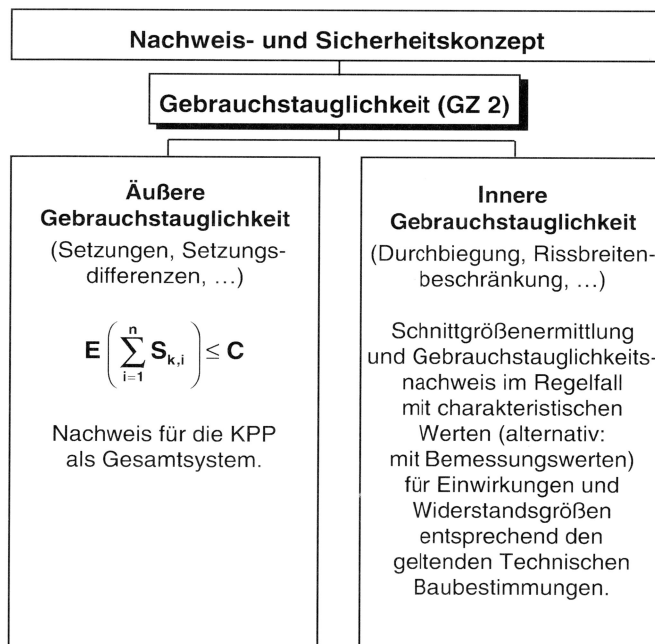 Nachweis- und Sicherheitskonzept
Gebrauchstauglichkeit (GZ 2)
Äußere
Gebrauchstauglichkeit
(Setzungen, Setzungs-
differenzen, ...)
E ( n ∑ i=1 S k,i ) ≤ C
Nachweis für die KPP
als Gesamtsystem.
Innere
Gebrauchstauglichkeit
(Durchbiegung, Rissbreiten-
beschränkung, ...)
Schnittgrößenermittlung
und Gebrauchstauglichkeits-
nachweis im Regelfall
mit charakteristischen
Werten (alternativ:
mit Bemessungswerten)
für Einwirkungen und
Widerstandsgrößen
entsprechend den
geltenden Technischen
Baubestimmungen.